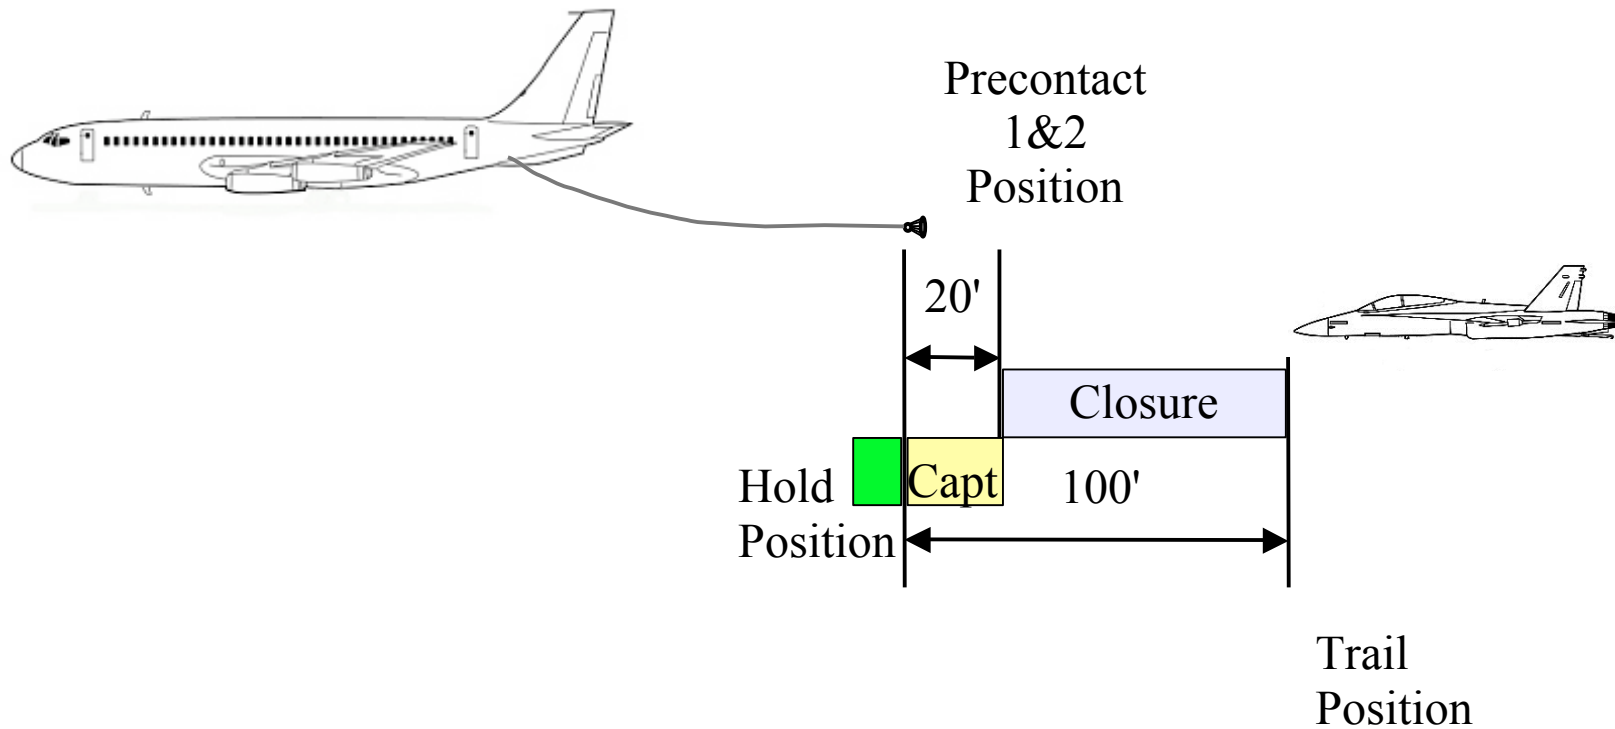 Precontact
1&2
Position
20'
Closure
Hold
Position
Capt
100'
Trail
Position